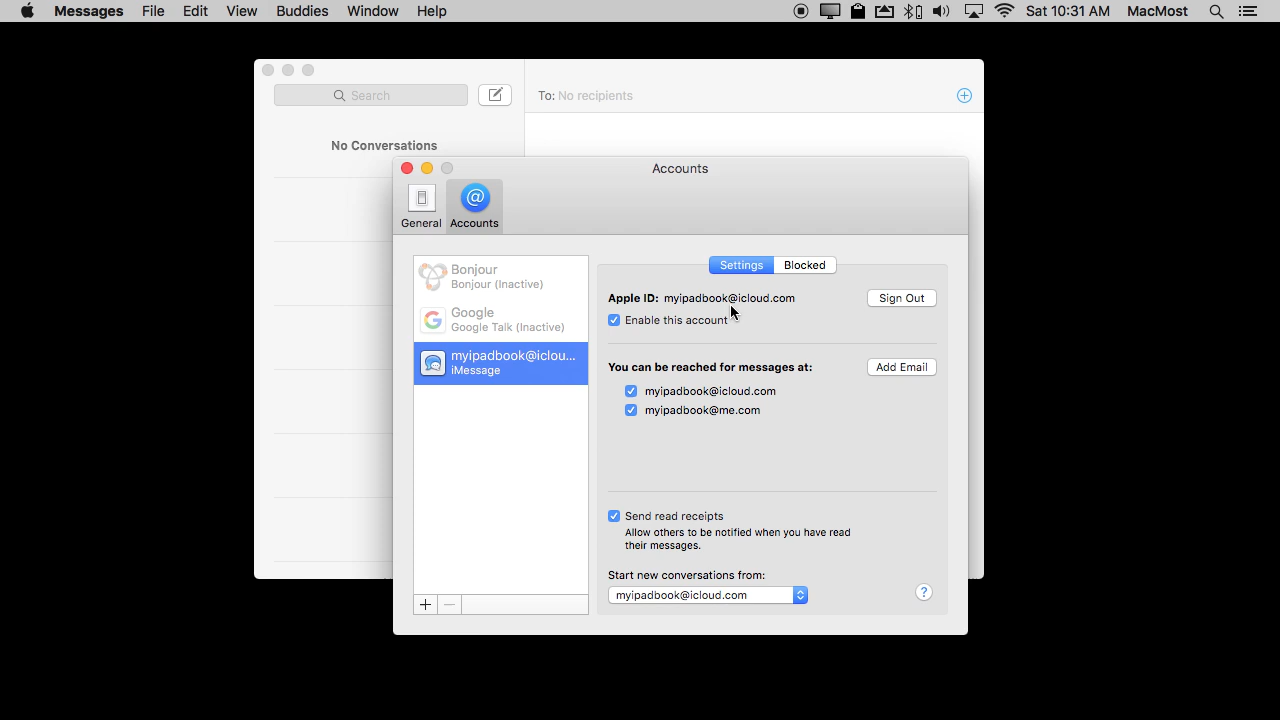 Messages File Edit View Buddies Window Help Sat 10:31 AM MacMost
Search
To: No recipients
No Conversations
Accounts
General Accounts
Bonjour
Bonjour (Inactive)
Google
Google Talk (Inactive)
myipadbook@iclou...
iMessage
Settings Blocked
Apple ID: myipadbook@icloud.com Sign Out
Enable this account
You can be reached for messages at: Add Email
myipadbook@icloud.com
myipadbook@me.com
Send read receipts
Allow others to be notified when you have read
their messages.
Start new conversations from:
myipadbook@icloud.com ?